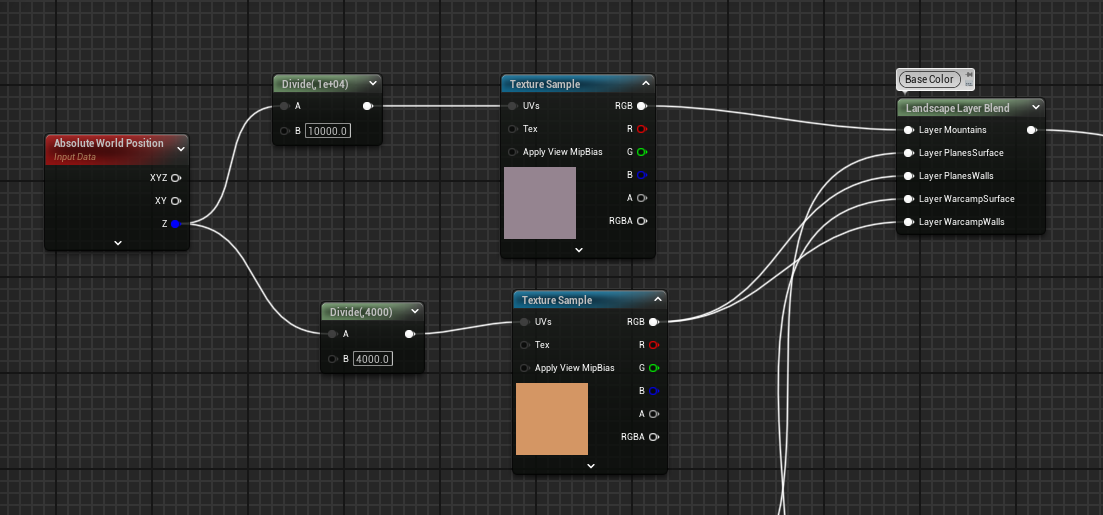 Absolute World Position
Input Data
XYZ
XY
Z
Divide(,1e+04)
A
B 10000.0
Divide(,4000)
A
B 4000.0
Texture Sample
UVs RGB
Tex R
Apply View MipBias G
B
A
RGBA
Texture Sample
UVs RGB
Tex R
Apply View MipBias G
B
A
RGBA
Base Color
Landscape Layer Blend
Layer Mountains
Layer PlanesSurface
Layer PlanesWalls
Layer WarcampSurface
Layer WarcampWalls